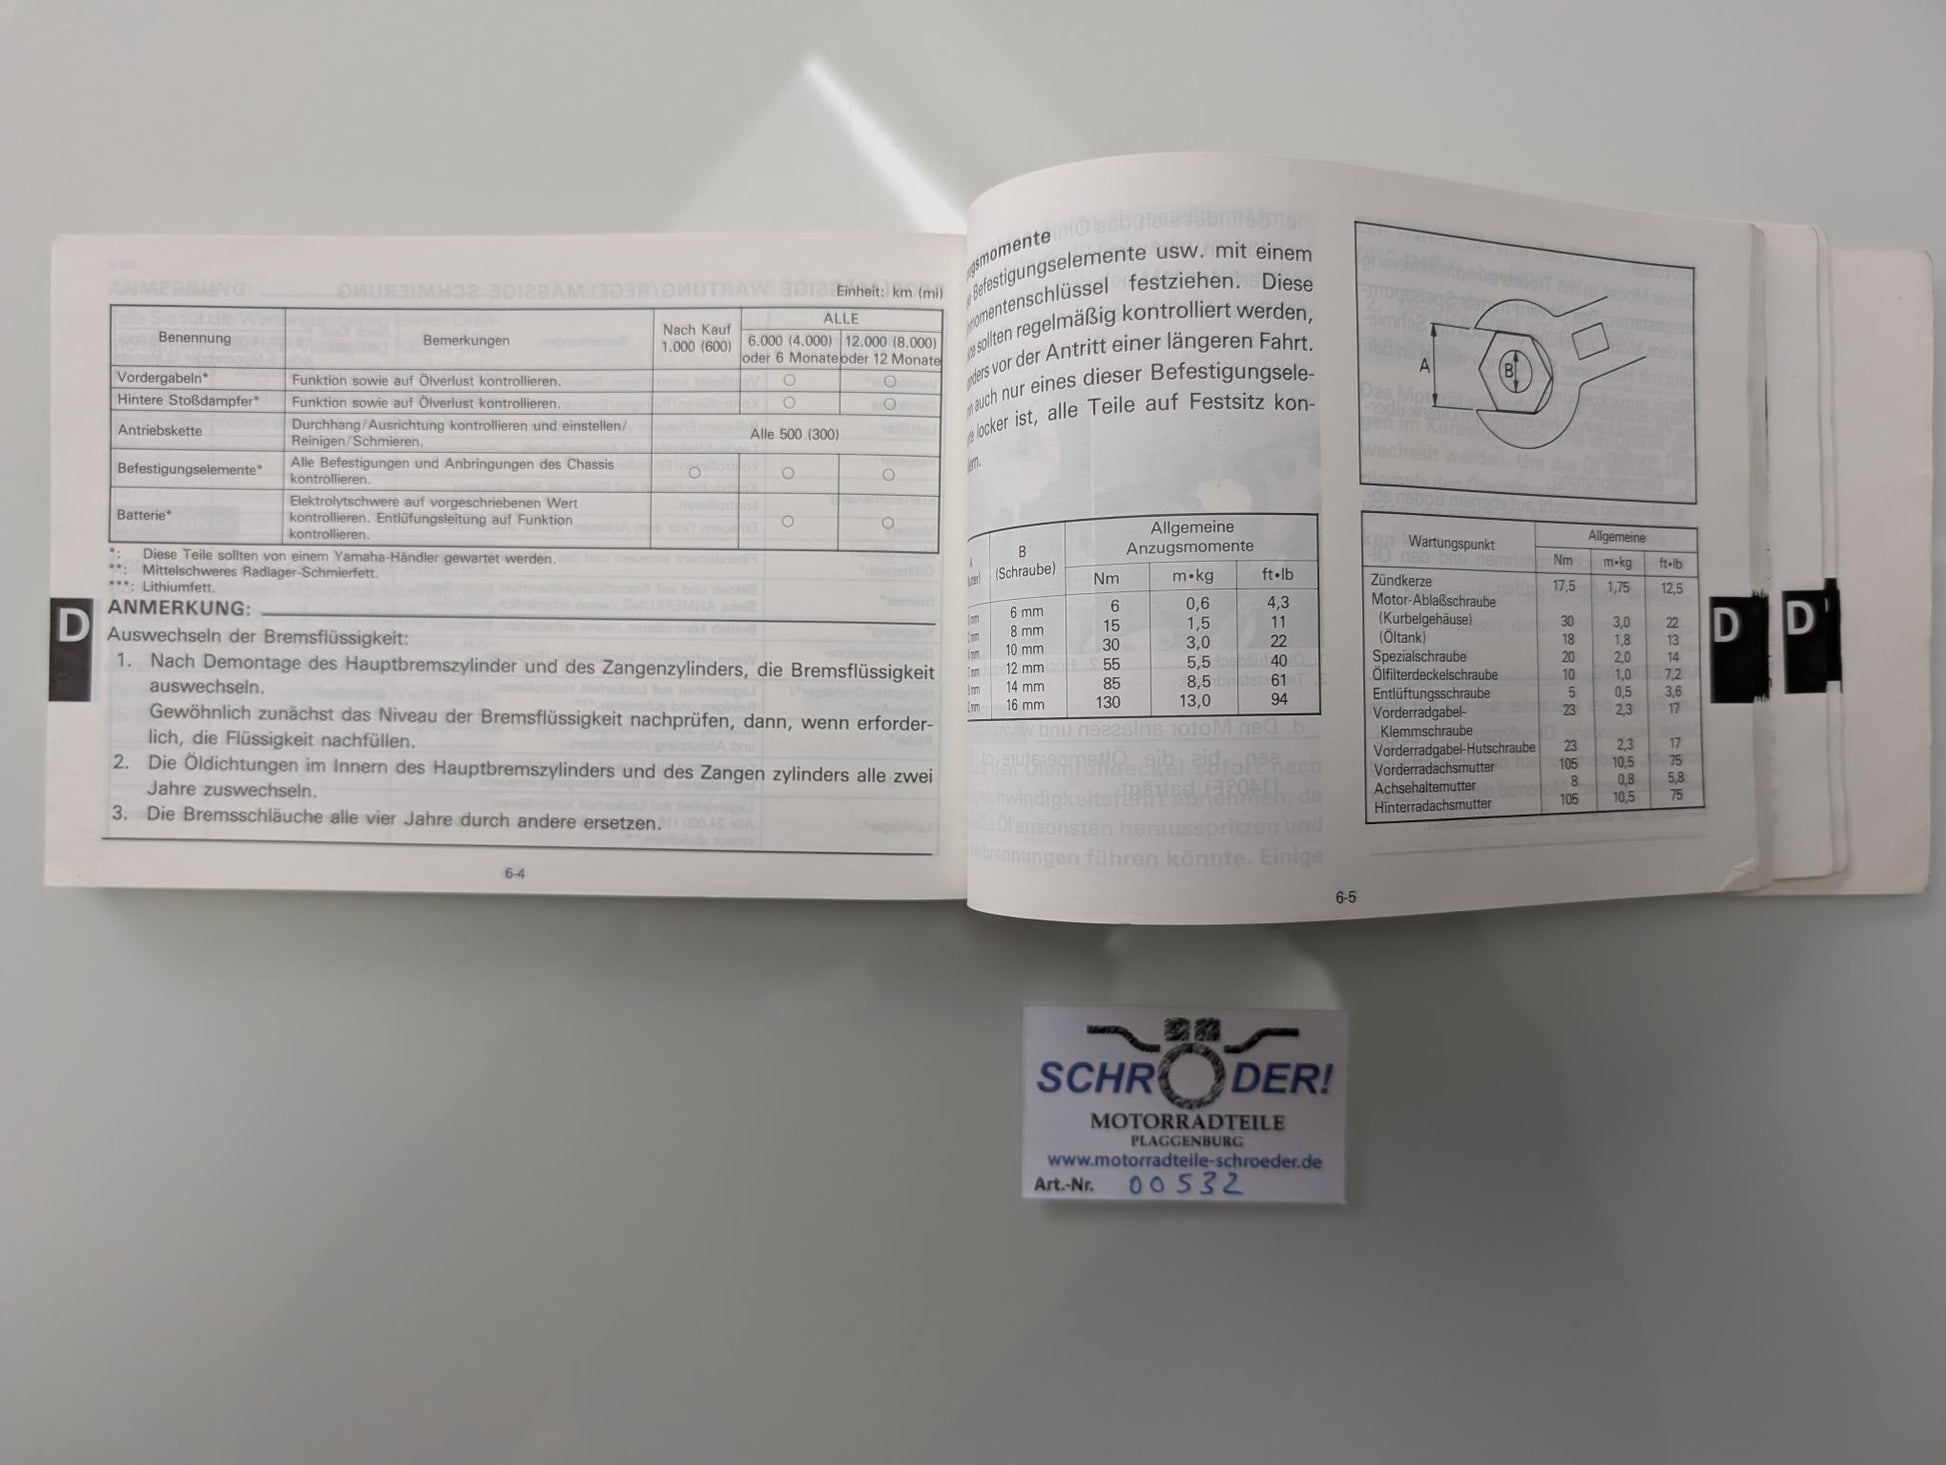 Einheit: km (mi)
Benennung Bemerkungen Nach Kauf 1.000 (600) ALLE
6.000 (4.000) oder 6 Monate 12.000 (8.000) oder 12 Monate
Vordergabeln* Funktion sowie auf Ölverlust kontrollieren. ○ ○
Hintere Stoßdampfer* Funktion sowie auf Ölverlust kontrollieren. ○ ○
Antriebskette Durchhang/Ausrichtung kontrollieren und einstellen/
Reinigen/Schmieren. Alle 500 (300)
Befestigungselemente* Alle Befestigungen und Anbringungen des Chassis
kontrollieren. ○ ○ ○
Batterie* Elektrolytschwere auf vorgeschriebenen Wert
kontrollieren. Entlüfungsleitung auf Funktion
kontrollieren. ○ ○
*: Diese Teile sollten von einem Yamaha-Händler gewartet werden.
**: Mittelschweres Radlager-Schmierfett.
***: Lithiumfett.
D
ANMERKUNG:
Auswechseln der Bremsflüssigkeit:
1. Nach Demontage des Hauptbremszylinder und des Zangenzylinders, die Bremsflüssigkeit
auswechseln.
Gewöhnlich zunächst das Niveau der Bremsflüssigkeit nachprüfen, dann, wenn erforder-
lich, die Flüssigkeit nachfüllen.
2. Die Öldichtungen im Innern des Hauptbremszylinders und des Zangen zylinders alle zwei
Jahre zuswechseln.
3. Die Bremsschläuche alle vier Jahre durch andere ersetzen.
6-4
Befestigungselemente usw. mit einem
festziehen. Diese
sollten regelmäßig kontrolliert werden,
vor der Antritt einer längeren Fahrt.
auch nur eines dieser Befestigungsele-
locker ist, alle Teile auf Festsitz kon-
A B (Schraube) Allgemeine Anzugsmomente
Nm m•kg ft•lb
6 mm 6 0,6 4,3
8 mm 15 1,5 11
10 mm 30 3,0 22
12 mm 55 5,5 40
14 mm 85 8,5 61
16 mm 130 13,0 94
A B
Wartungspunkt Allgemeine
Nm m•kg ft•lb
Zündkerze 17,5 1,75 12,5
Motor-Ablaßschraube
(Kurbelgehäuse) 30 3,0 22
(Öltank) 18 1,8 13
Spezialschraube 20 2,0 14
Ölfilterdeckelschraube 10 1,0 7,2
Entlüftungsschraube 5 0,5 3,6
Vorderradgabel- 23 2,3 17
Klemmschraube
Vorderradgabel-Hutschraube 23 2,3 17
Vorderradachsmutter 105 10,5 75
Achsehaltemutter 8 0,8 5,8
Hinterradachsmutter 105 10,5 75
D
D
6-5
SCHRÖDER!
MOTORRADTEILE
PLAGGENBURG
www.motorradteile-schroeder.de
Art.-Nr. 00532